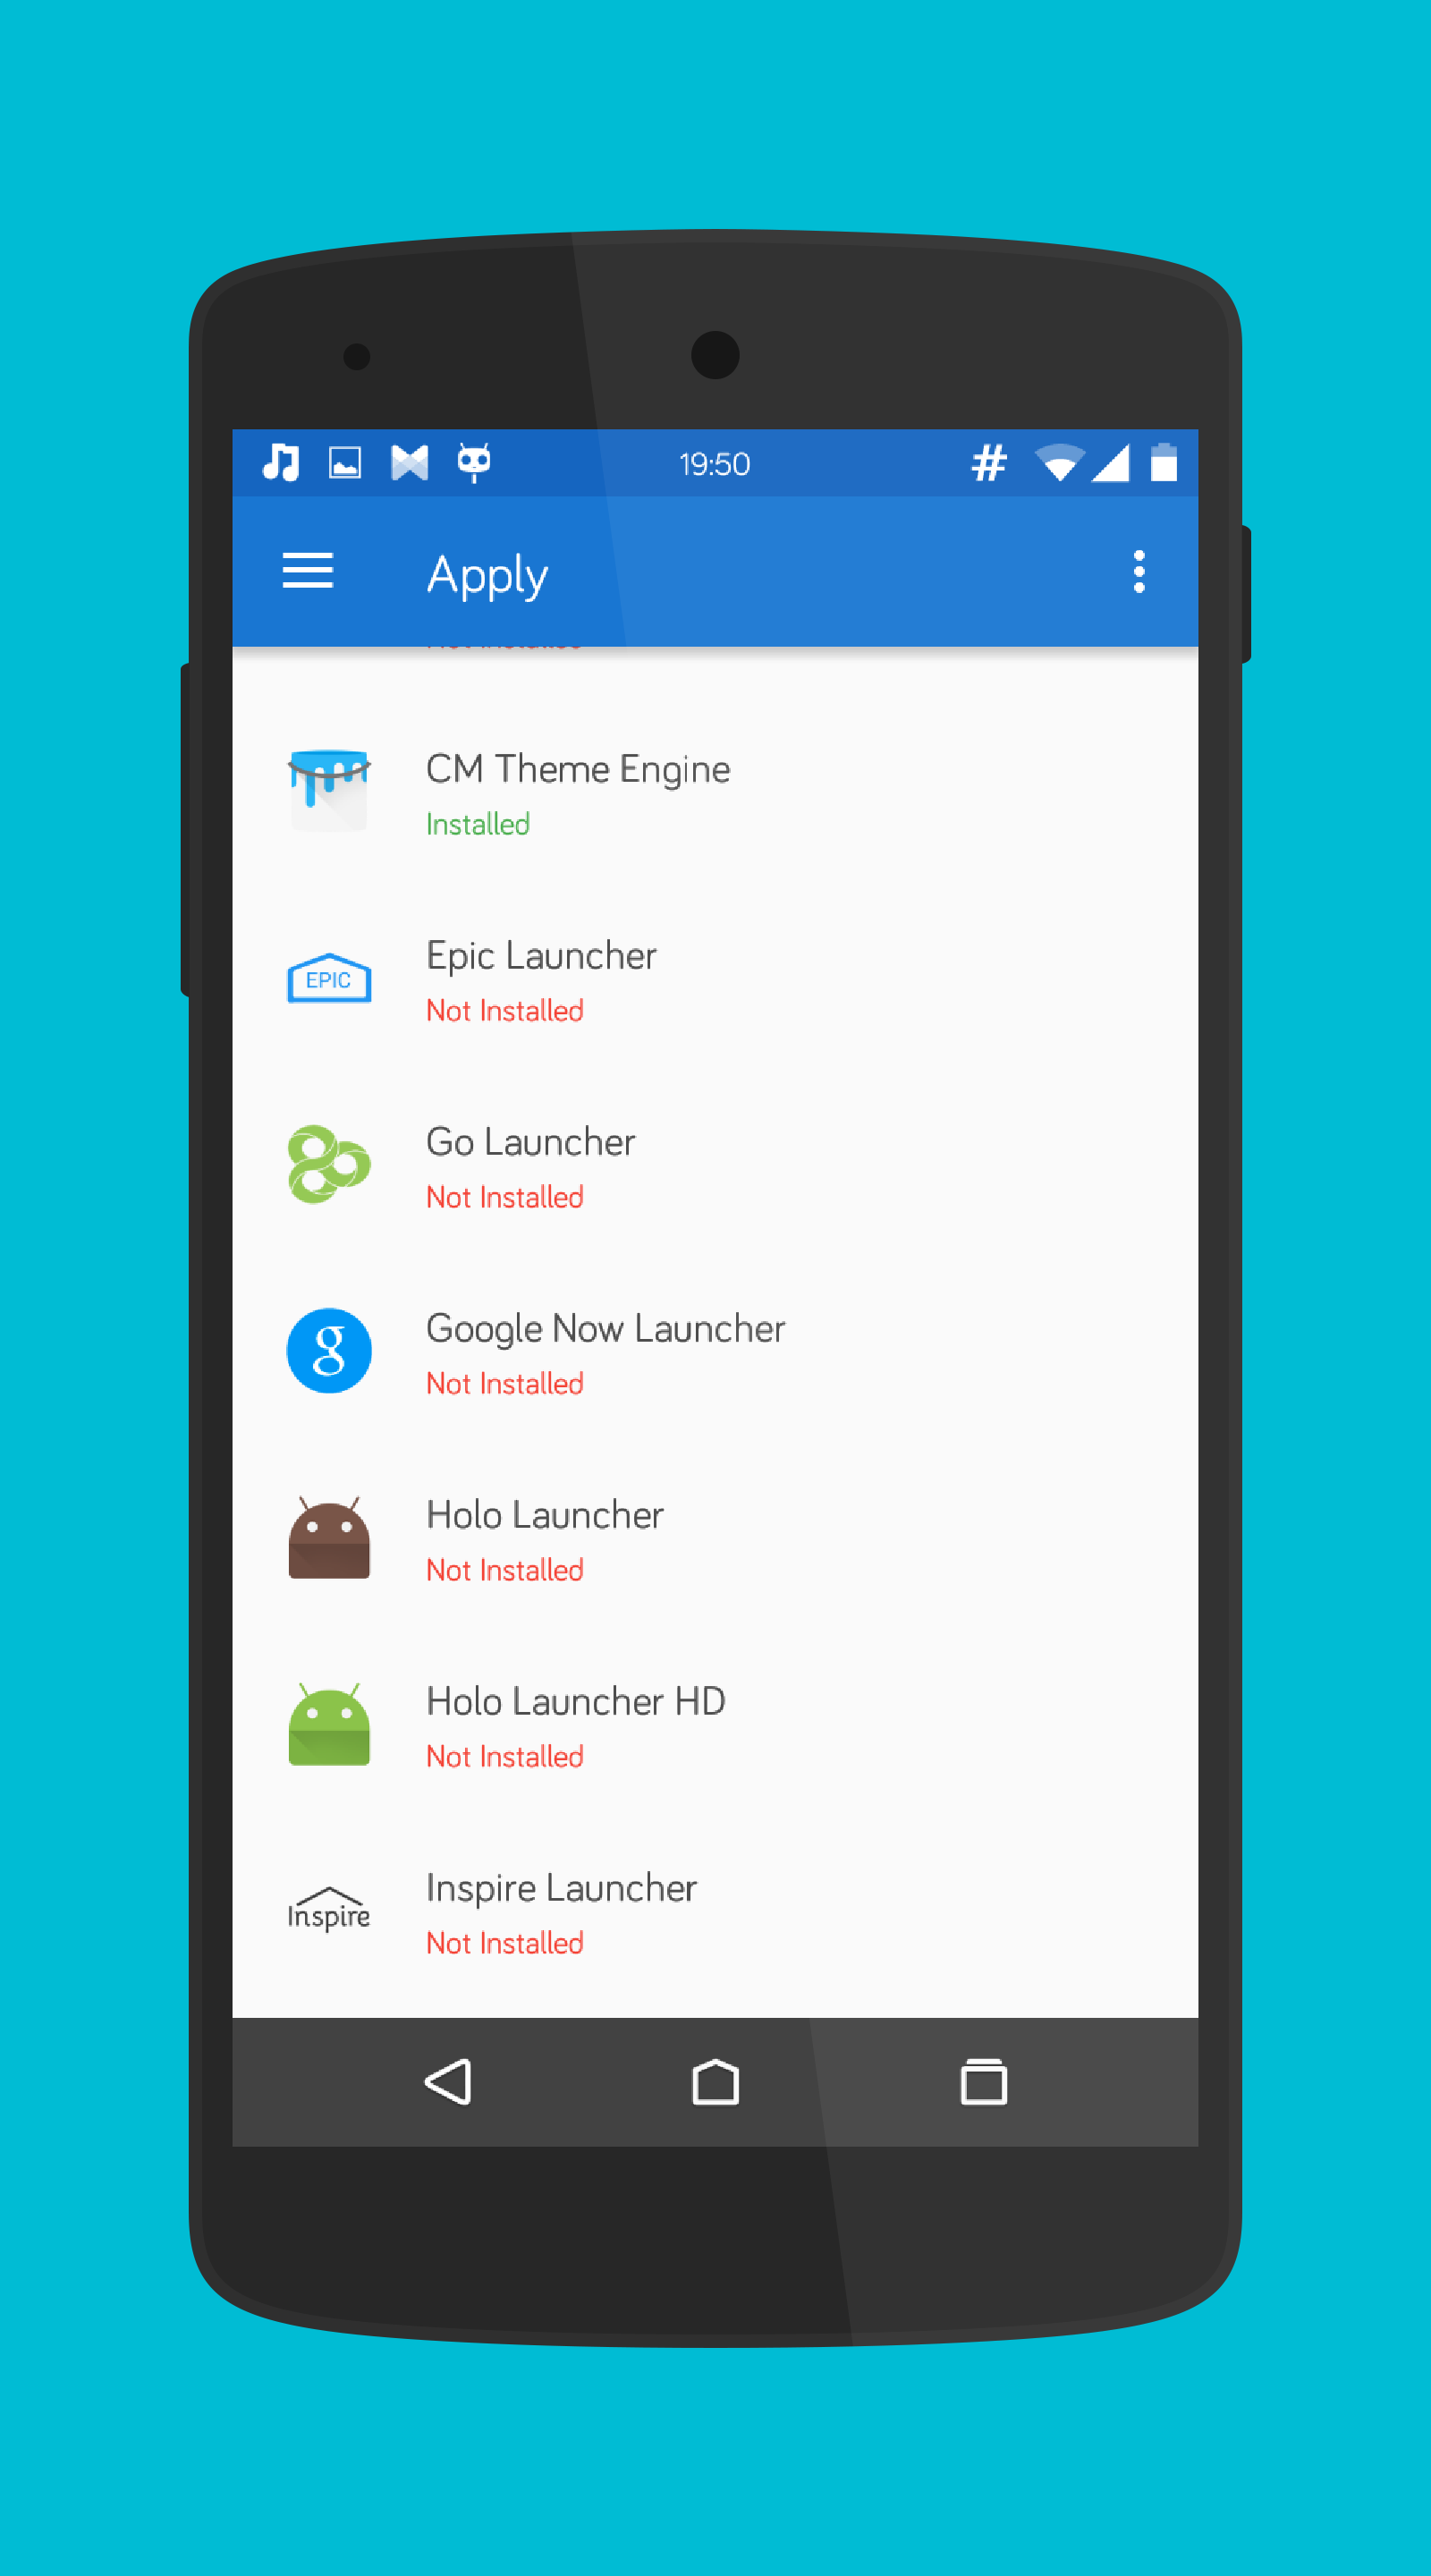 19:50
#
Apply
CM Theme Engine
Installed
EPIC
Epic Launcher
Not Installed
Go Launcher
Not Installed
g
Google Now Launcher
Not Installed
Holo Launcher
Not Installed
Holo Launcher HD
Not Installed
Inspire
Inspire Launcher
Not Installed